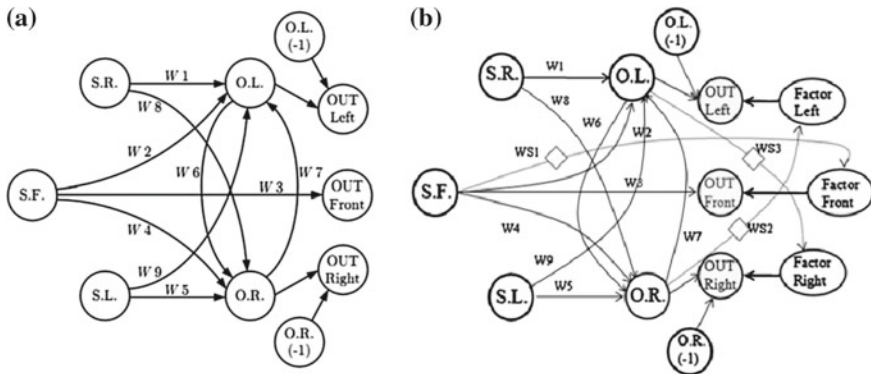 (a)
O.L.
(-1)
S.R.
W 1
O.L.
OUT
Left
W 8
W 2
W 6
W 7
S.F.
W 3
OUT
Front
W 4
OUT
Right
W 9
S.L.
W 5
O.R.
O.R.
(-1)
(b)
O.L.
(-1)
S.R.
W1
O.L.
OUT
Left
Factor
Left
W8
W6
W2
WS3
WS1
S.F.
W3
OUT
Front
Factor
Front
W4
W7
WS2
OUT
Right
Factor
Right
W9
S.L.
W5
O.R.
O.R.
(-1)